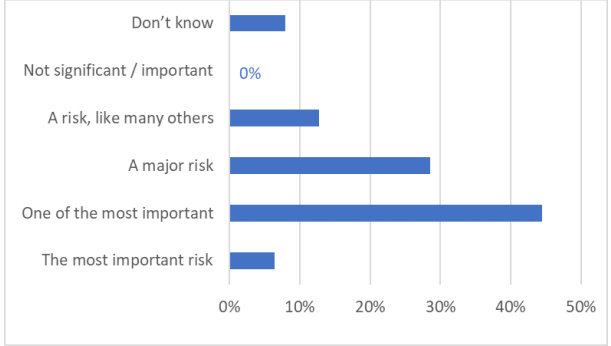 Don’t know
Not significant / important
0%
A risk, like many others
A major risk
One of the most important
The most important risk
0% 10% 20% 30% 40% 50%